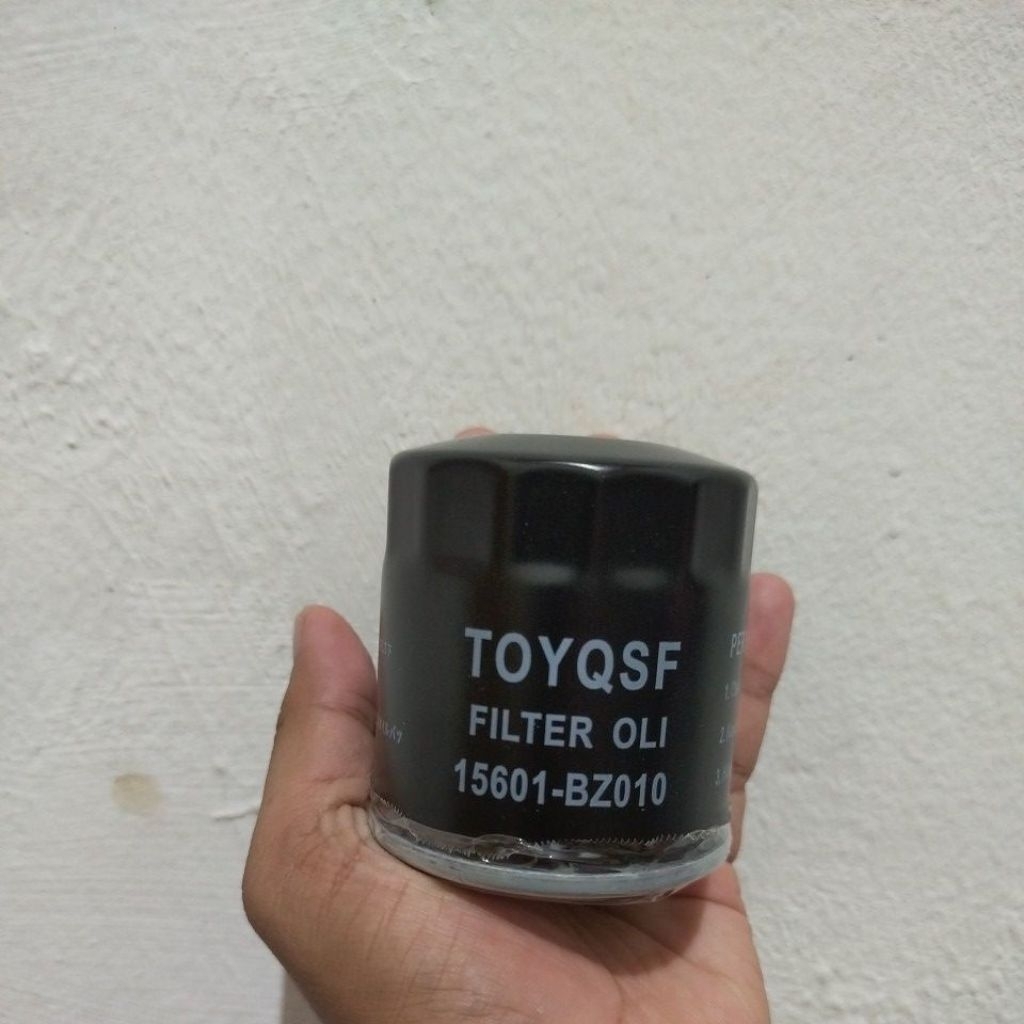 TOYQSF
FILTER OLI
15601-BZ010